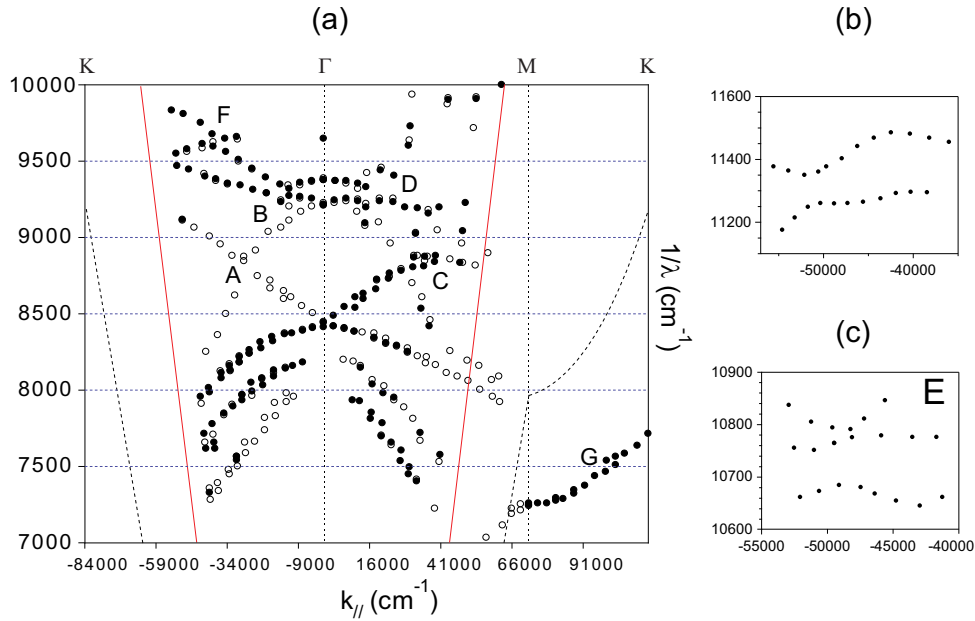 (a)
K Γ M K
10000
9500
9000
8500
8000
7500
7000
F
B
D
A
C
G
-84000 -59000 -34000 -9000 16000 41000 66000 91000
k// (cm-1)
1/λ (cm-1)
(b)
11600
11400
11200
-50000 -40000
(c)
E
10900
10800
10700
10600
-55000 -50000 -45000 -40000